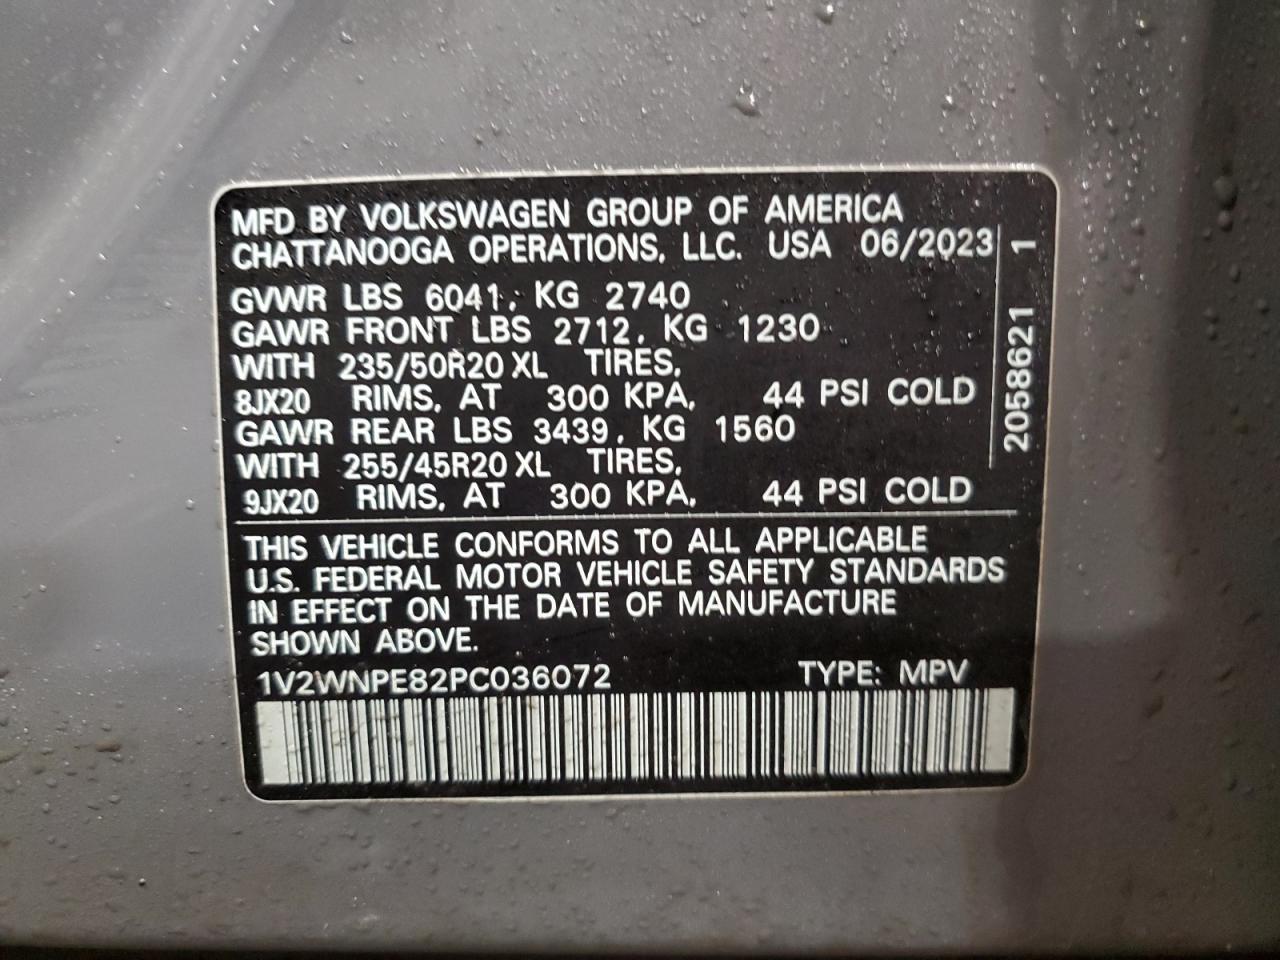 MFD BY VOLKSWAGEN GROUP OF AMERICA
CHATTANOOGA OPERATIONS, LLC. USA 06/2023
GVWR LBS 6041, KG 2740
GAWR FRONT LBS 2712, KG 1230
WITH 235/50R20 XL TIRES,
8JX20 RIMS, AT 300 KPA, 44 PSI COLD
GAWR REAR LBS 3439, KG 1560
WITH 255/45R20 XL TIRES,
9JX20 RIMS, AT 300 KPA, 44 PSI COLD
2058621 1
THIS VEHICLE CONFORMS TO ALL APPLICABLE
U.S. FEDERAL MOTOR VEHICLE SAFETY STANDARDS
IN EFFECT ON THE DATE OF MANUFACTURE
SHOWN ABOVE.
1V2WNPE82PC036072 TYPE: MPV